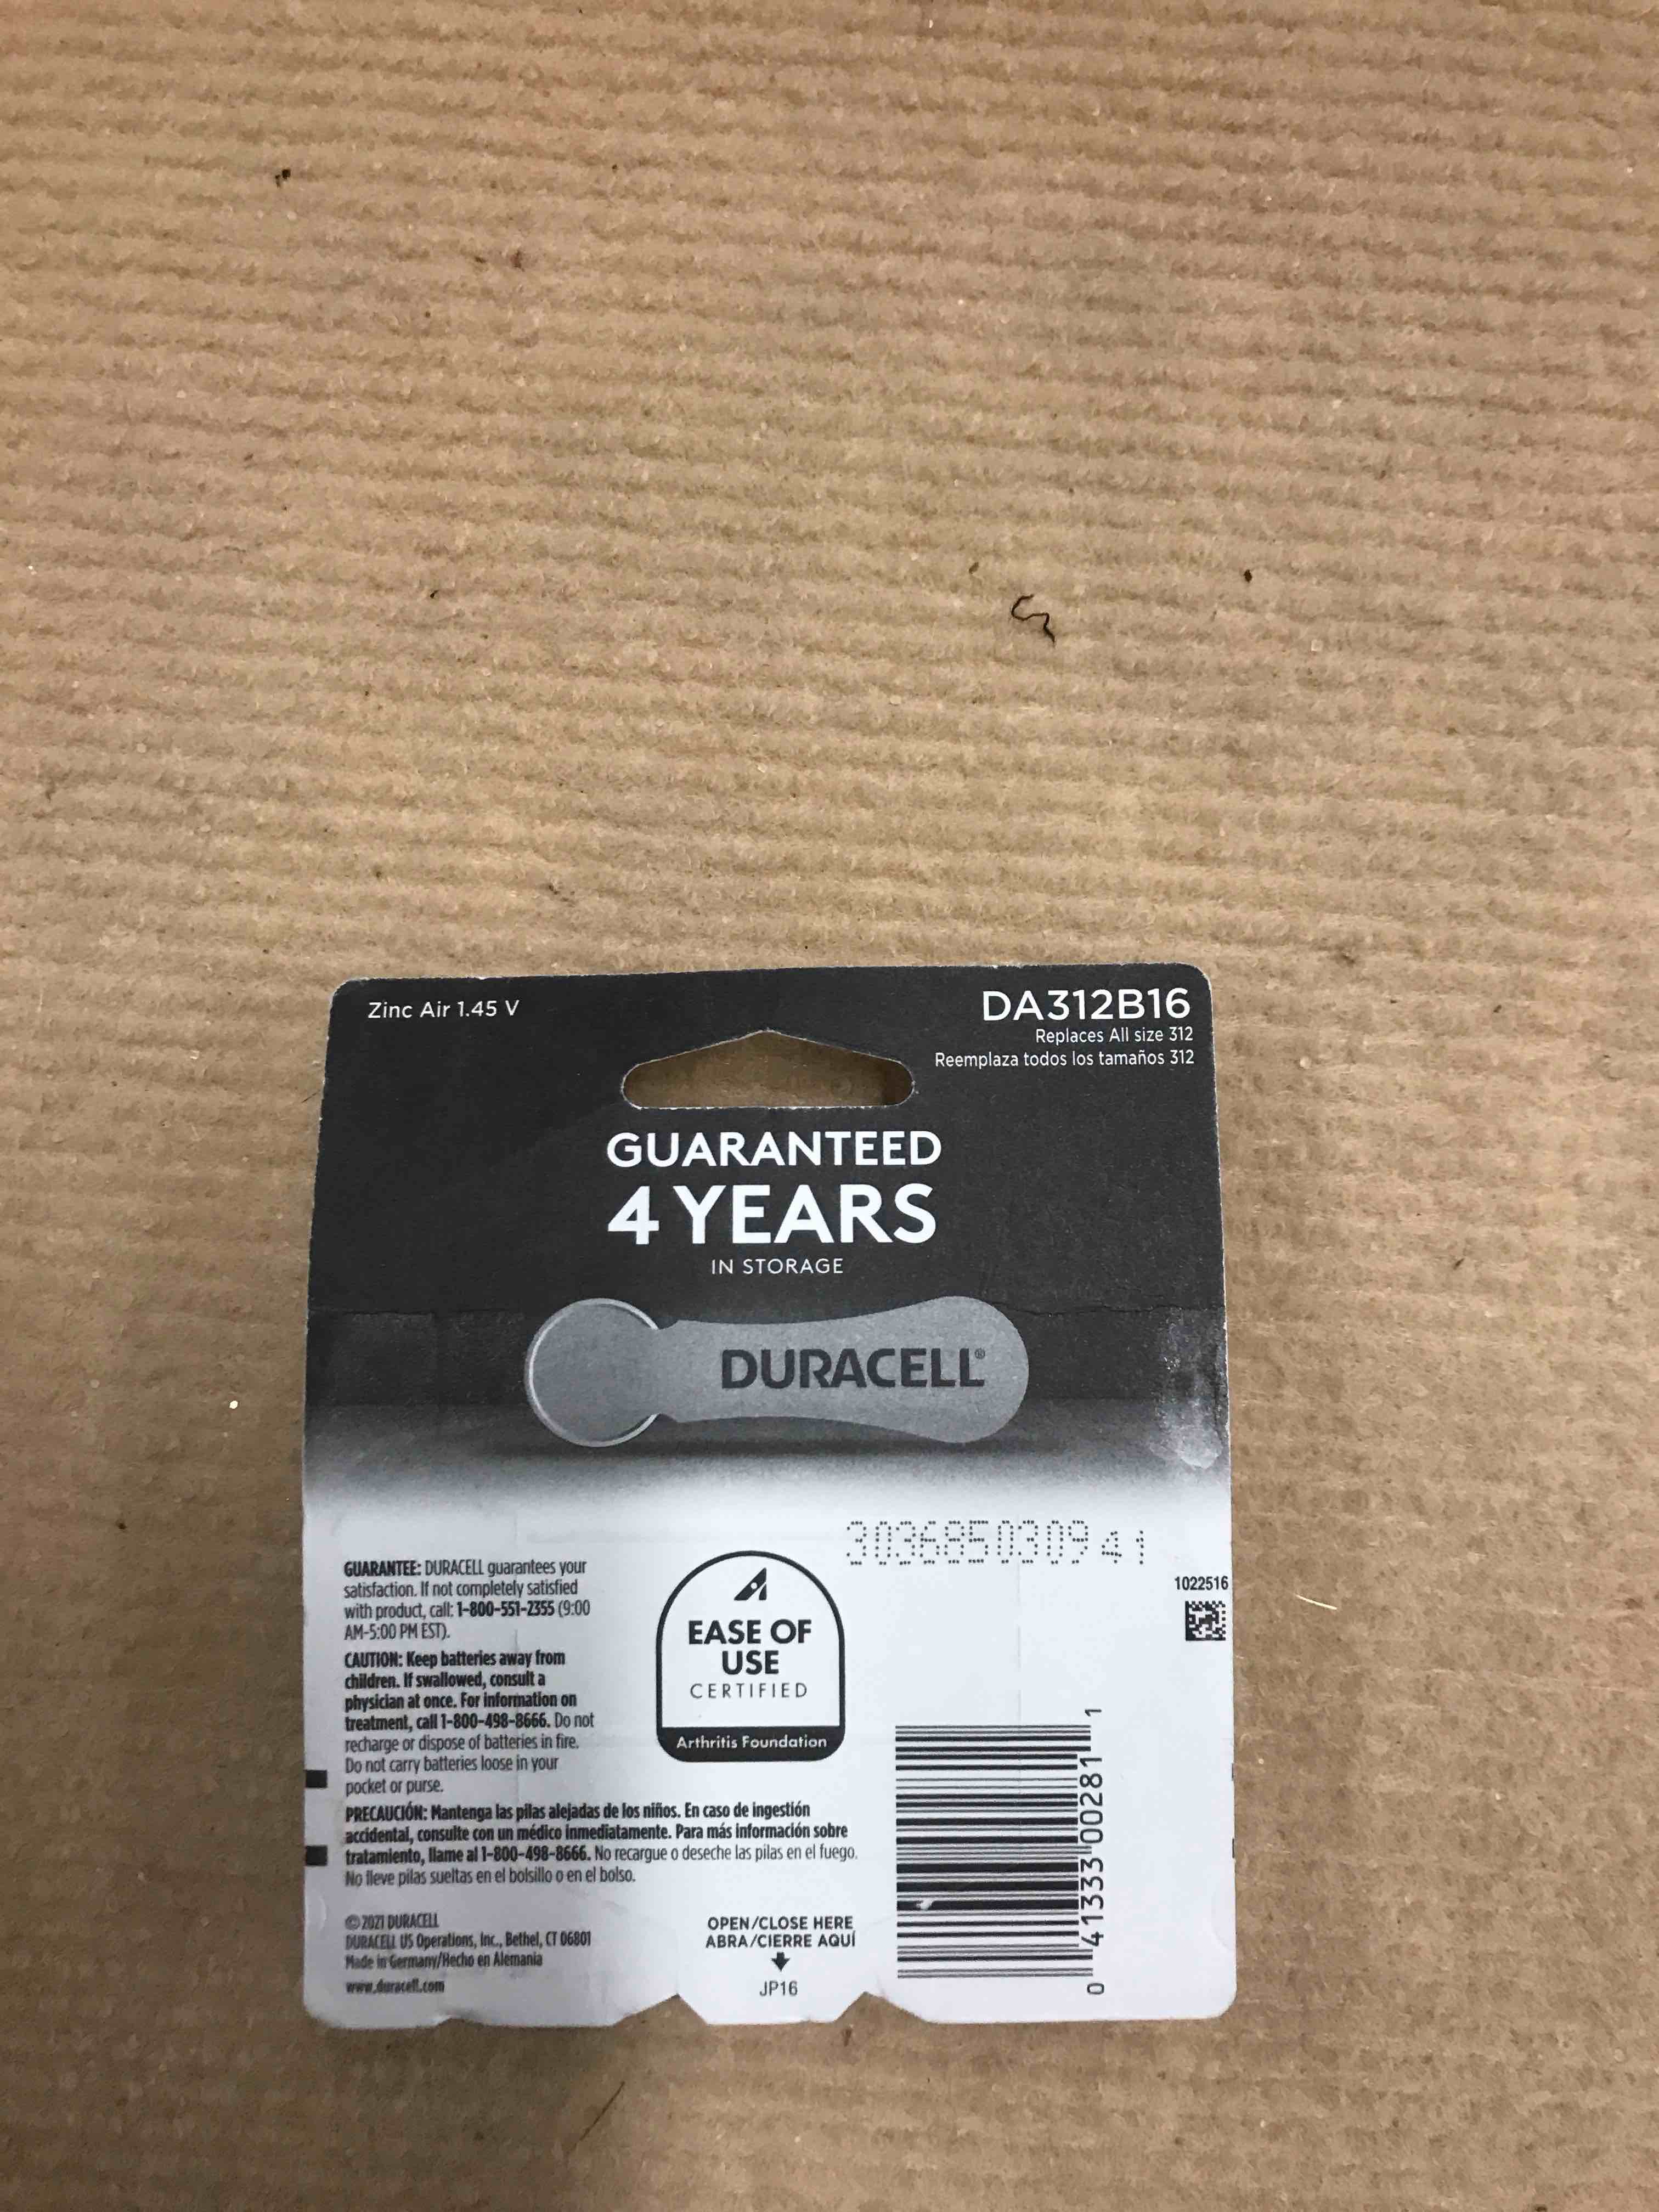 Zinc Air 1.45 V
DA312B16
Replaces All size 312
Reemplaza todos los tamaños 312
GUARANTEED
4 YEARS
IN STORAGE
DURACELL®
30368503094 1
GUARANTEE: DURACELL guarantees your
satisfaction. If not completely satisfied
with product, call: 1-800-551-2355 (9:00
AM-5:00 PM EST).
CAUTION: Keep batteries away from
children. If swallowed, consult a
physician at once. For information on
treatment, call 1-800-498-8666. Do not
recharge or dispose of batteries in fire.
Do not carry batteries loose in your
pocket or purse.
EASE OF
USE
CERTIFIED
Arthritis Foundation
1022516
PRECAUCIÓN: Mantenga las pilas alejadas de los niños. En caso de ingestión
accidental, consulte con un médico inmediatamente. Para más información sobre
tratamiento, llame al 1-800-498-8666. No recargue o deseche las pilas en el fuego.
No lleve pilas sueltas en el bolsillo o en el bolso.
© 2021 DURACELL
DURACELL US Operations, Inc., Bethel, CT 06801
Made in Germany/Hecho en Alemania
www.duracell.com
OPEN/CLOSE HERE
ABRA/CIERRE AQUÍ
JP16
0 41333 00281 1